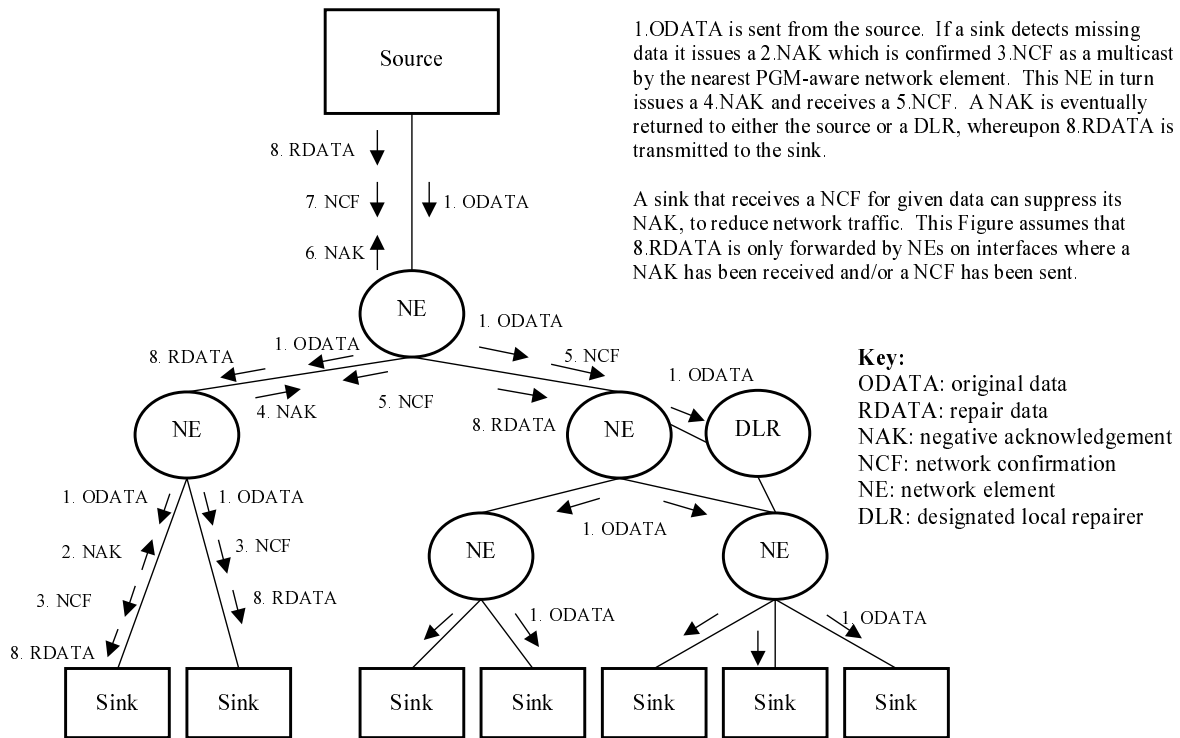 Source
1.ODATA is sent from the source. If a sink detects missing
data it issues a 2.NAK which is confirmed 3.NCF as a multicast
by the nearest PGM-aware network element. This NE in turn
issues a 4.NAK and receives a 5.NCF. A NAK is eventually
returned to either the source or a DLR, whereupon 8.RDATA is
transmitted to the sink.
A sink that receives a NCF for given data can suppress its
NAK, to reduce network traffic. This Figure assumes that
8.RDATA is only forwarded by NEs on interfaces where a
NAK has been received and/or a NCF has been sent.
8. RDATA
7. NCF
1. ODATA
6. NAK
NE
1. ODATA
1. ODATA
8. RDATA
5. NCF
1. ODATA
4. NAK
5. NCF
8. RDATA
NE
NE
DLR
Key:
ODATA: original data
RDATA: repair data
NAK: negative acknowledgement
NCF: network confirmation
NE: network element
DLR: designated local repairer
1. ODATA
1. ODATA
1. ODATA
2. NAK
3. NCF
NE
NE
3. NCF
8. RDATA
1. ODATA
1. ODATA
8. RDATA
Sink
Sink
Sink
Sink
Sink
Sink
Sink